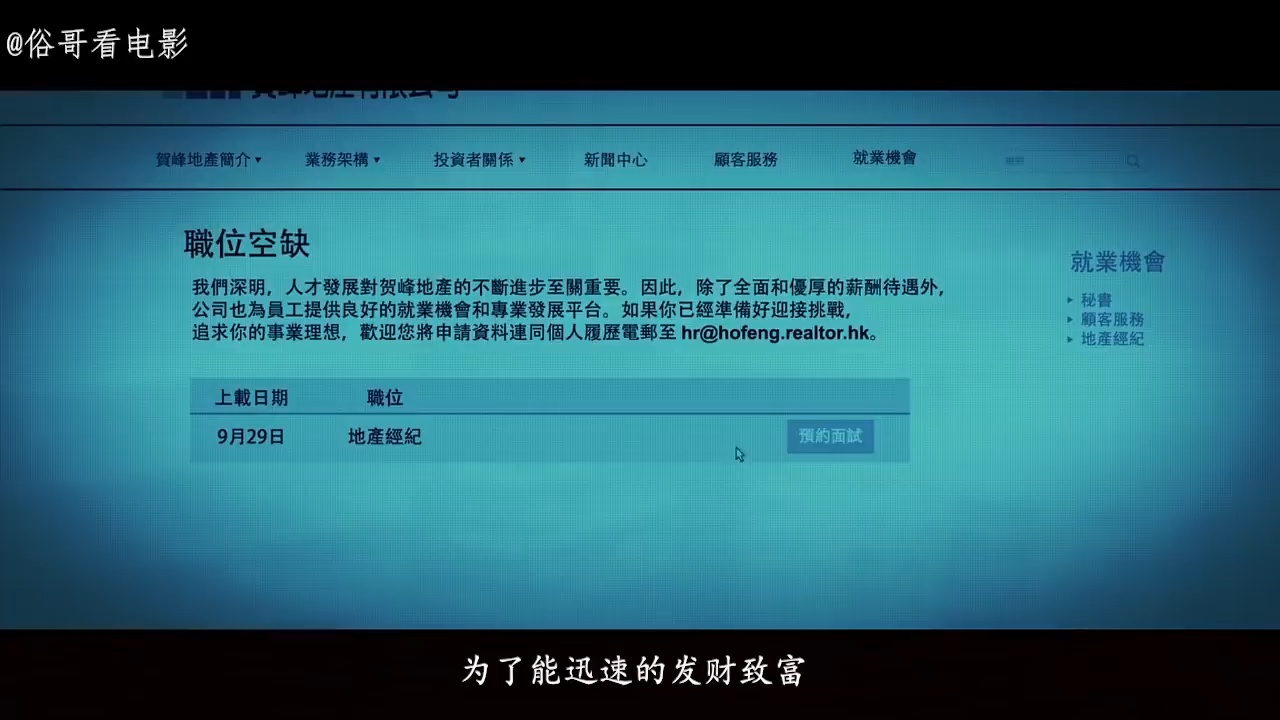 @俗哥看电影
賀峰地產有限公司
賀峰地產簡介▾ 業務架構▾ 投資者關係▾ 新聞中心 顧客服務 就業機會
職位空缺
我們深明，人才發展對贺峰地產的不斷進步至關重要。因此，除了全面和優厚的薪酬待遇外，
公司也為員工提供良好的就業機會和專業發展平台。如果你已經準備好迎接挑戰，
追求你的事業理想，歡迎您將申請資料連同個人履歷電郵至 hr@hofeng.realtor.hk。
就業機會
秘書
顧客服務
地產經紀
上載日期 職位
9月29日 地產經紀 預約面試
为了能迅速的发财致富